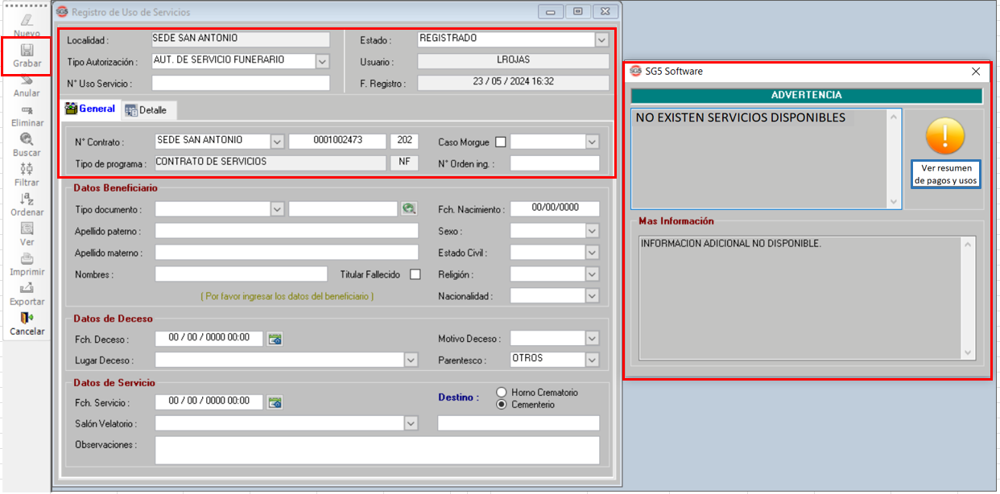 Nuevo
Grabar
Anular
Eliminar
Buscar
Filtrar
Ordenar
Ver
Imprimir
Exportar
Cancelar
SG5 Registro de Uso de Servicios
Localidad : SEDE SAN ANTONIO Estado : REGISTRADO
Tipo Autorización : AUT. DE SERVICIO FUNERARIO Usuario : LROJAS
N° Uso Servicio : F. Registro : 23 / 05 / 2024 16:32
General Detalle
N° Contrato : SEDE SAN ANTONIO 0001002473 202 Caso Morgue
Tipo de programa : CONTRATO DE SERVICIOS NF N° Orden ing. :
Datos Beneficiario
Tipo documento : Fch. Nacimiento : 00/00/0000
Apellido paterno : Sexo :
Apellido materno : Estado Civil :
Nombres : Titular Fallecido Religión :
( Por favor ingresar los datos del beneficiario ) Nacionalidad :
Datos de Deceso
Fch. Deceso : 00 / 00 / 0000 00:00 Motivo Deceso :
Lugar Deceso : Parentesco : OTROS
Datos de Servicio
Fch. Servicio : 00 / 00 / 0000 00:00 Destino : Horno Crematorio
Cementerio
Salón Velatorio :
Observaciones :
SG5 SG5 Software
ADVERTENCIA
NO EXISTEN SERVICIOS DISPONIBLES
Ver resumen
de pagos y usos
Mas Información
INFORMACION ADICIONAL NO DISPONIBLE.